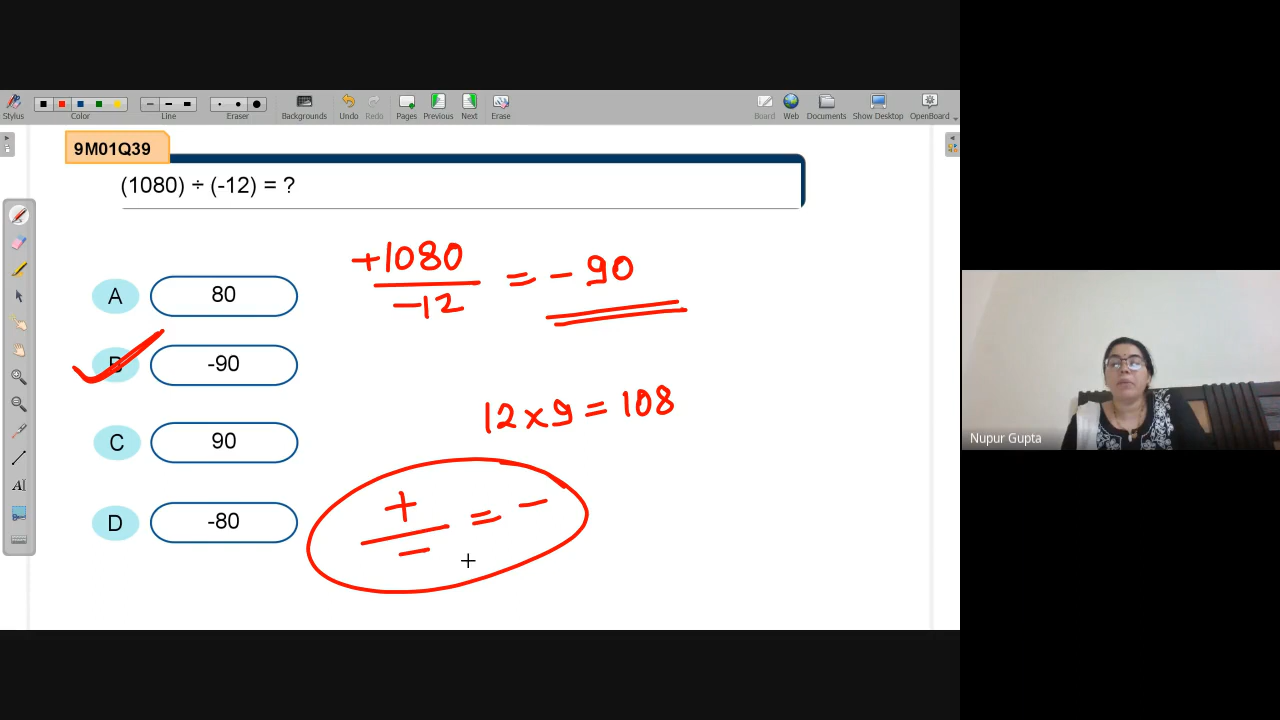 Stylus Color Line Eraser Backgrounds Undo Redo Pages Previous Next Erase Board Web Documents Show Desktop OpenBoard
9M01Q39
(1080) ÷ (-12) = ?
+1080
-12
= - 90
A 80
B -90
12 x 9 = 108
C 90
+
-
= -
D -80
AI
Nupur Gupta